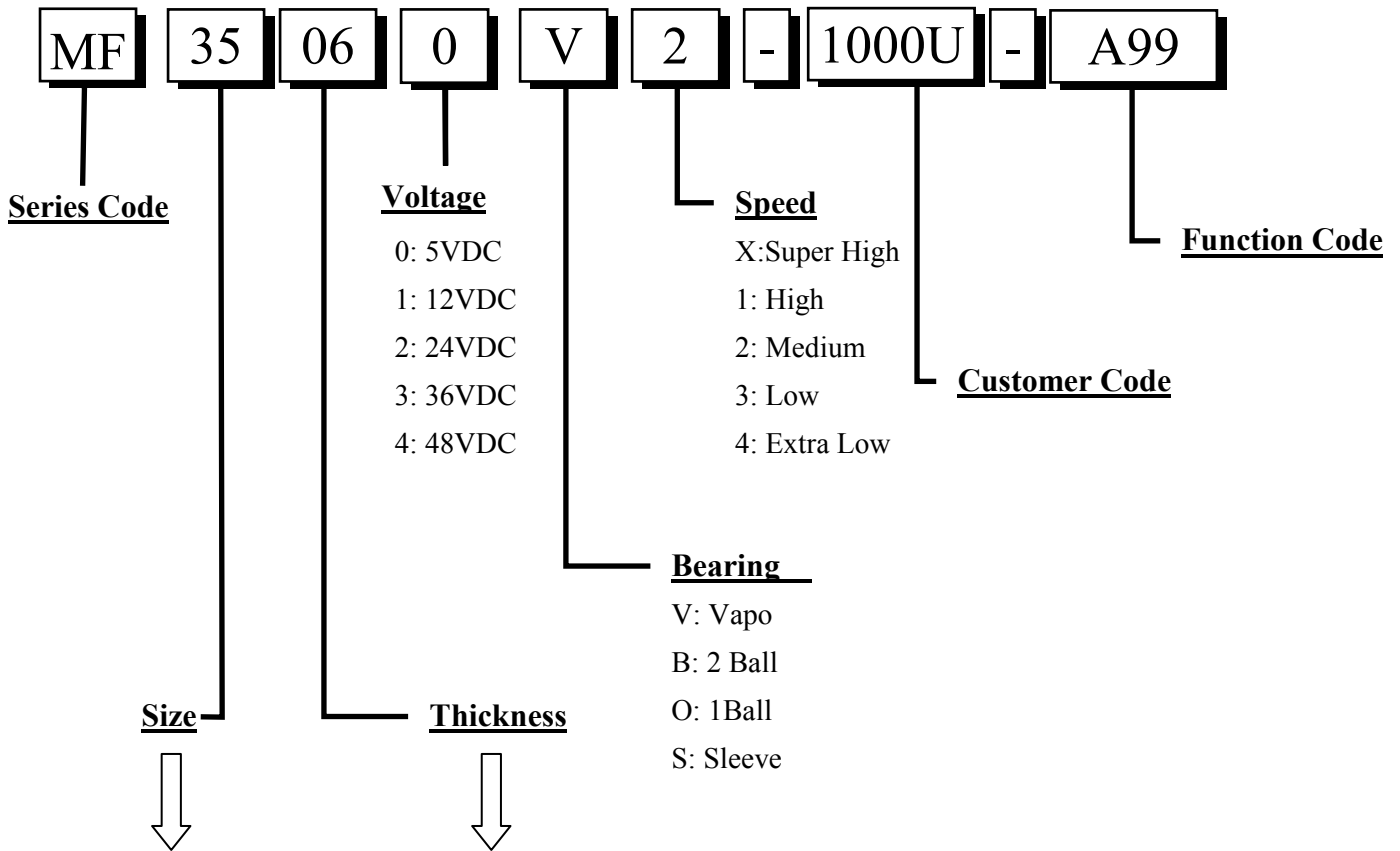 MF 35 06 0 V 2 - 1000U - A99
Series Code
Voltage
0: 5VDC
1: 12VDC
2: 24VDC
3: 36VDC
4: 48VDC
Speed
X:Super High
1: High
2: Medium
3: Low
4: Extra Low
Function Code
Customer Code
Bearing
V: Vapo
B: 2 Ball
O: 1Ball
S: Sleeve
Size
Thickness